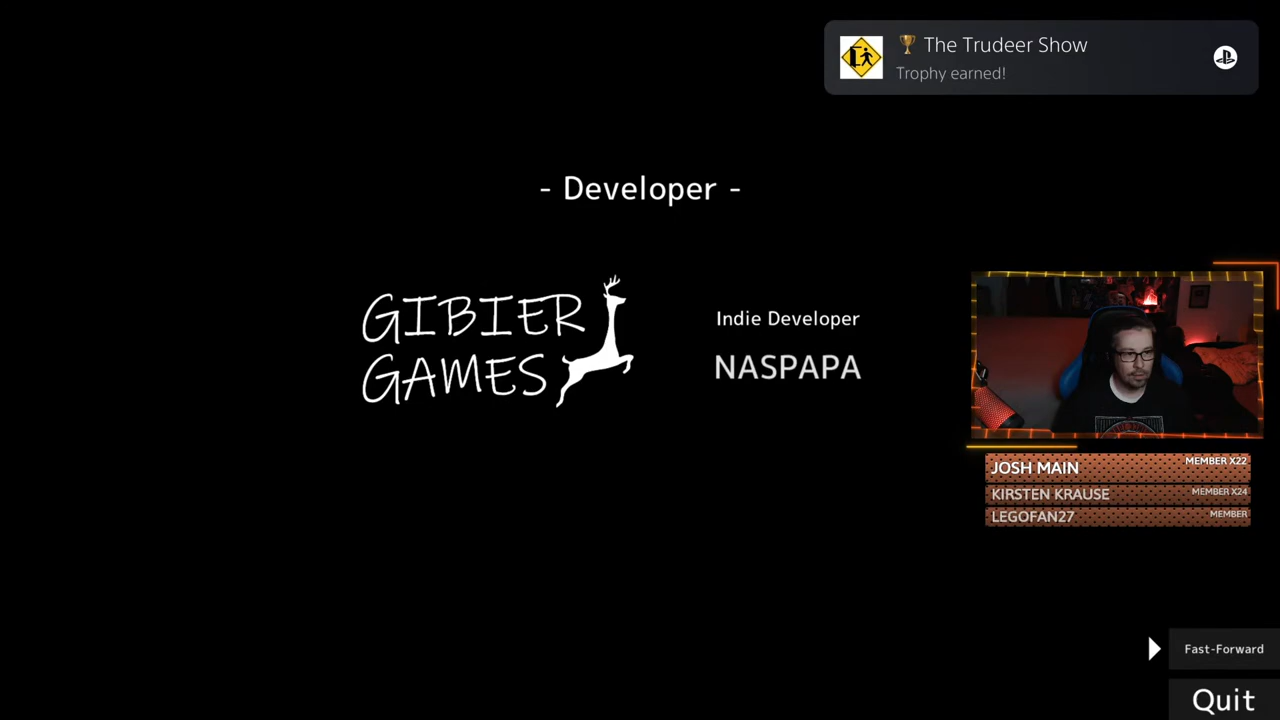 🏆 The Trudeer Show
Trophy earned!
- Developer -
GIBIER
GAMES
Indie Developer
NASPAPA
JOSH MAIN MEMBER X22
KIRSTEN KRAUSE MEMBER X24
LEGOFAN27 MEMBER
Fast-Forward
Quit